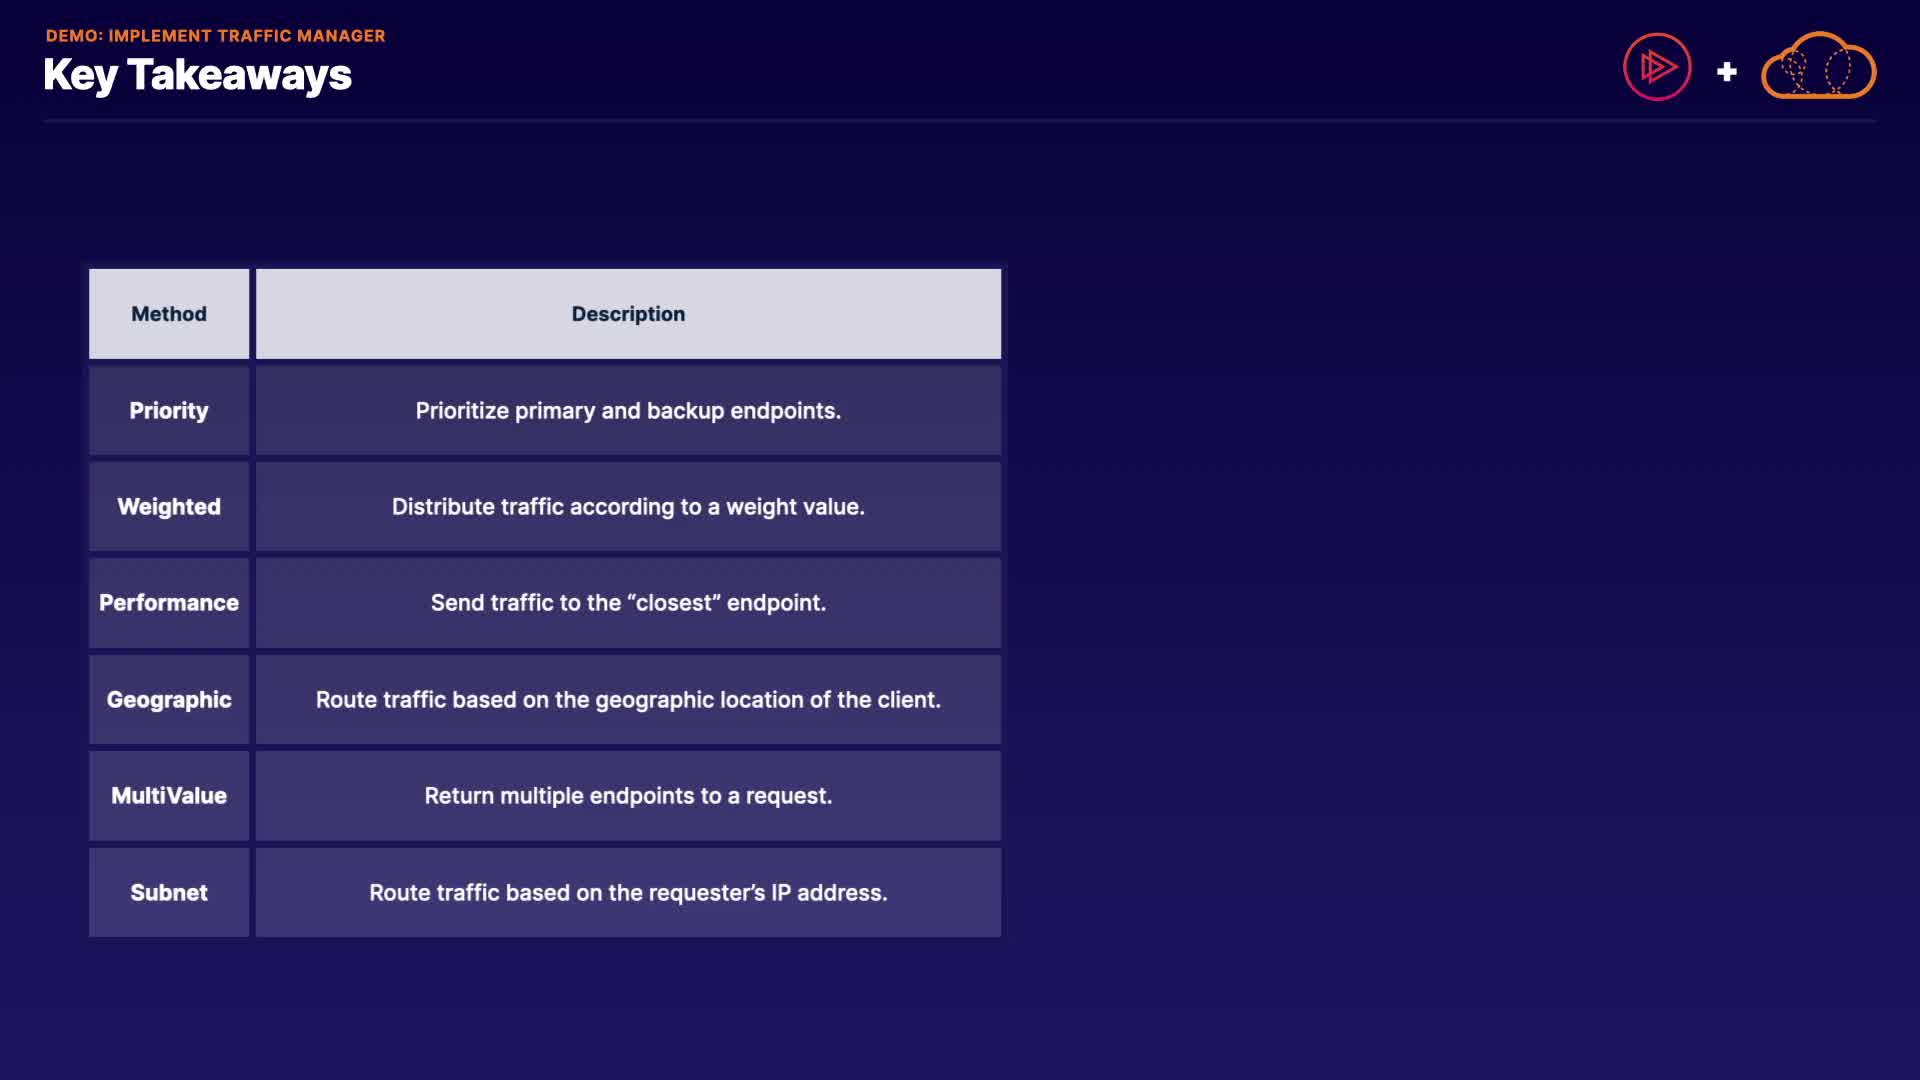 DEMO: IMPLEMENT TRAFFIC MANAGER
Key Takeaways
Method Description
Priority Prioritize primary and backup endpoints.
Weighted Distribute traffic according to a weight value.
Performance Send traffic to the “closest” endpoint.
Geographic Route traffic based on the geographic location of the client.
MultiValue Return multiple endpoints to a request.
Subnet Route traffic based on the requester’s IP address.